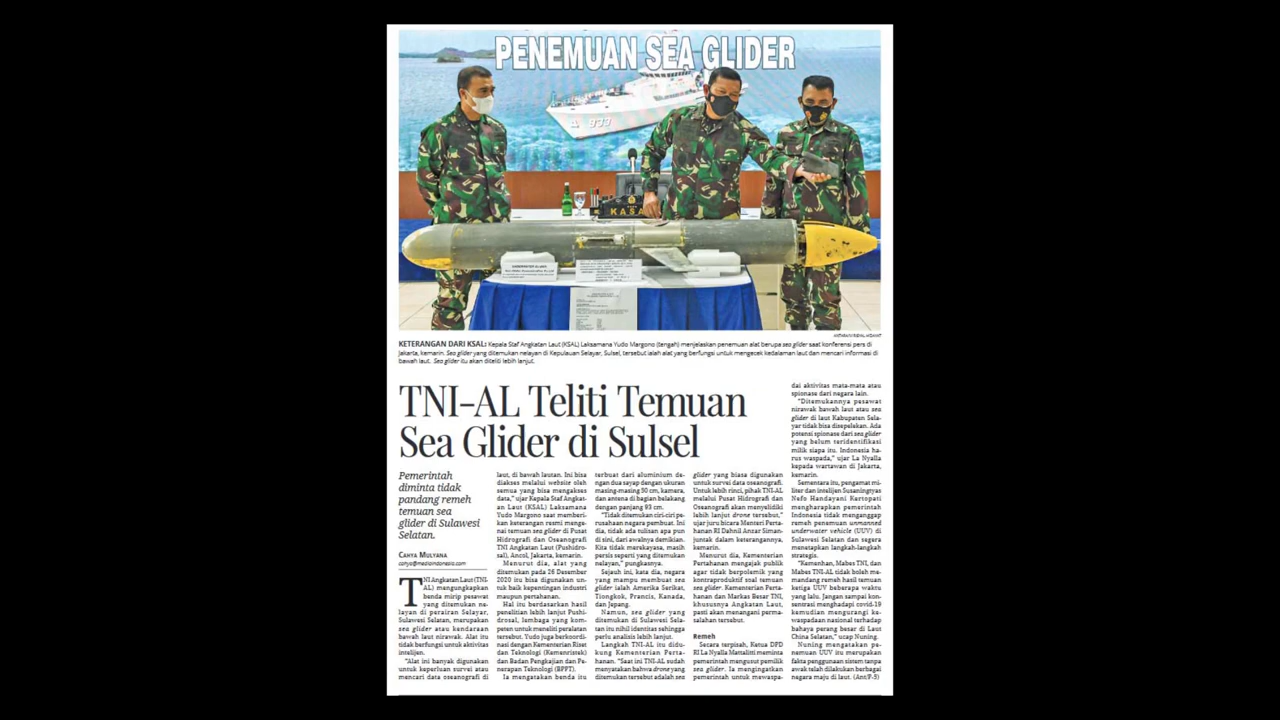 PENEMUAN SEA GLIDER
A 933
KASAL
KETERANGAN DARI KSAL: Kepala Staf Angkatan Laut (KSAL) Laksamana Yudo Margono (tengah) menjelaskan penemuan alat berupa sea glider saat konferensi pers di
Jakarta, kemarin. Sea glider yang ditemukan nelayan di Kepulauan Selayar, Sulsel, tersebut ialah alat yang berfungsi untuk mengecek kedalaman laut dan mencari informasi di
bawah laut. Sea glider itu akan diteliti lebih lanjut.
TNI-AL Teliti Temuan
Sea Glider di Sulsel
Pemerintah
diminta tidak
pandang remeh
temuan sea
glider di Sulawesi
Selatan.
CAHYA MULYANA
cahya@mediaindonesia.com
TNI Angkatan Laut (TNI-
AL) mengungkapkan
benda mirip pesawat
yang ditemukan ne-
layan di perairan Selayar,
Sulawesi Selatan, merupakan
sea glider atau kendaraan
bawah laut nirawak. Alat itu
tidak berfungsi untuk aktivitas
intelijen.
"Alat ini banyak digunakan
untuk keperluan survei atau
mencari data oseanografi di
laut, di bawah lautan. Ini bisa
diakses melalui website oleh
semua yang bisa mengakses
data," ujar Kepala Staf Angkat-
an Laut (KSAL) Laksamana
Yudo Margono saat memberi-
kan keterangan resmi menge-
nai temuan sea glider di Pusat
Hidrografi dan Oseanografi
TNI Angkatan Laut (Pushidro-
sal), Ancol, Jakarta, kemarin.
Menurut dia, alat yang
ditemukan pada 26 Desember
2020 itu bisa digunakan un-
tuk baik kepentingan industri
maupun pertahanan.
Hal itu berdasarkan hasil
penelitian lebih lanjut Pushi-
drosal, lembaga yang kom-
peten untuk meneliti peralatan
tersebut. Yudo juga berkoordi-
nasi dengan Kementerian Riset
dan Teknologi (Kemenristek)
dan Badan Pengkajian dan Pe-
nerapan Teknologi (BPPT).
Ia mengatakan benda itu
terbuat dari aluminium de-
ngan dua sayap dengan ukuran
masing-masing 50 cm, kamera,
dan antena di bagian belakang
dengan panjang 93 cm.
"Tidak ditemukan ciri-ciri pe-
rusahaan negara pembuat. Ini
dia, tidak ada tulisan apa pun
di sini, dari awalnya demikian.
Kita tidak merekayasa, masih
persis seperti yang ditemukan
nelayan," pungkasnya.
Sejauh ini, kata dia, negara
yang mampu membuat sea
glider ialah Amerika Serikat,
Tiongkok, Prancis, Kanada,
dan Jepang.
Namun, sea glider yang
ditemukan di Sulawesi Sela-
tan itu nihil identitas sehingga
perlu analisis lebih lanjut.
Langkah TNI-AL itu didu-
kung Kementerian Perta-
hanan. "Saat ini TNI-AL sudah
menyatakan bahwa drone yang
ditemukan tersebut adalah sea
glider yang biasa digunakan
untuk survei data oseanografi.
Untuk lebih rinci, pihak TNI-AL
melalui Pusat Hidrografi dan
Oseanografi akan menyelidiki
lebih lanjut drone tersebut,"
ujar juru bicara Menteri Perta-
hanan RI Dahnil Anzar Siman-
juntak dalam keterangannya,
kemarin.
Menurut dia, Kementerian
Pertahanan mengajak publik
agar tidak berpolemik yang
kontraproduktif soal temuan
sea glider. Kementerian Perta-
hanan dan Markas Besar TNI,
khususnya Angkatan Laut,
pasti akan menangani perma-
salahan tersebut.
Remeh
Secara terpisah, Ketua DPD
RI La Nyalla Mattalitti meminta
pemerintah mengusut pemilik
sea glider. Ia mengingatkan
pemerintah untuk mewaspa-
dai aktivitas mata-mata atau
spionase dari negara lain.
"Ditemukannya pesawat
nirawak bawah laut atau sea
glider di laut Kabupaten Sela-
yar tidak bisa disepelekan. Ada
potensi spionase dari sea glider
yang belum teridentifikasi
milik siapa itu. Indonesia ha-
rus waspada," ujar La Nyalla
kepada wartawan di Jakarta,
kemarin.
Sementara itu, pengamat mi-
liter dan intelijen Susaningtyas
Nefo Handayani Kertopati
mengharapkan pemerintah
Indonesia tidak menganggap
remeh penemuan unmanned
underwater vehicle (UUV) di
Sulawesi Selatan dan segera
menetapkan langkah-langkah
strategis.
"Kemenhan, Mabes TNI, dan
Mabes TNI-AL tidak boleh me-
mandang remeh hasil temuan
ketiga UUV beberapa waktu
yang lalu. Jangan sampai kon-
sentrasi menghadapi covid-19
kemudian mengurangi ke-
waspadaan nasional terhadap
bahaya perang besar di Laut
China Selatan," ucap Nuning.
Nuning mengatakan pe-
nemuan UUV itu merupakan
fakta penggunaan sistem tanpa
awak telah dilakukan berbagai
negara maju di laut. (Ant/P-5)